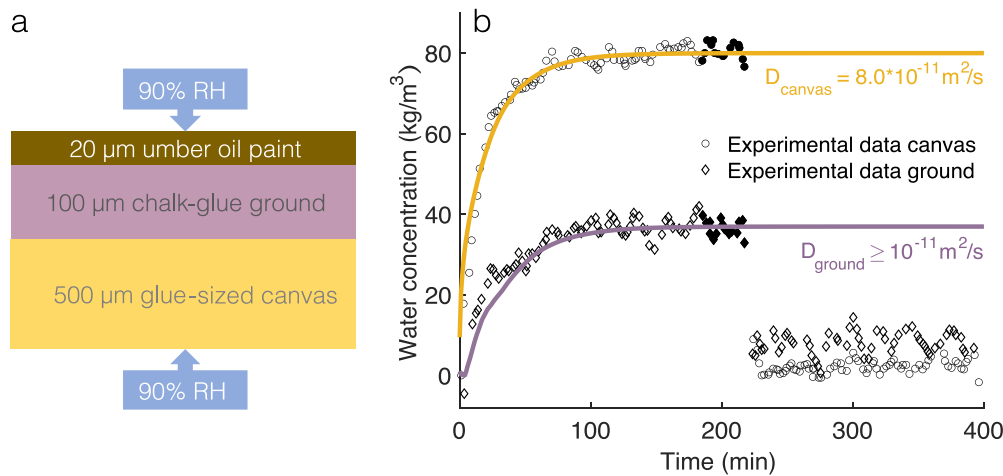 a
90% RH
20 µm umber oil paint
100 µm chalk-glue ground
500 µm glue-sized canvas
90% RH
b
Water concentration (kg/m³)
80
60
40
20
0
D_canvas = 8.0*10⁻¹¹m²/s
Experimental data canvas
Experimental data ground
D_ground ≥ 10⁻¹¹m²/s
0
100
200
300
400
Time (min)